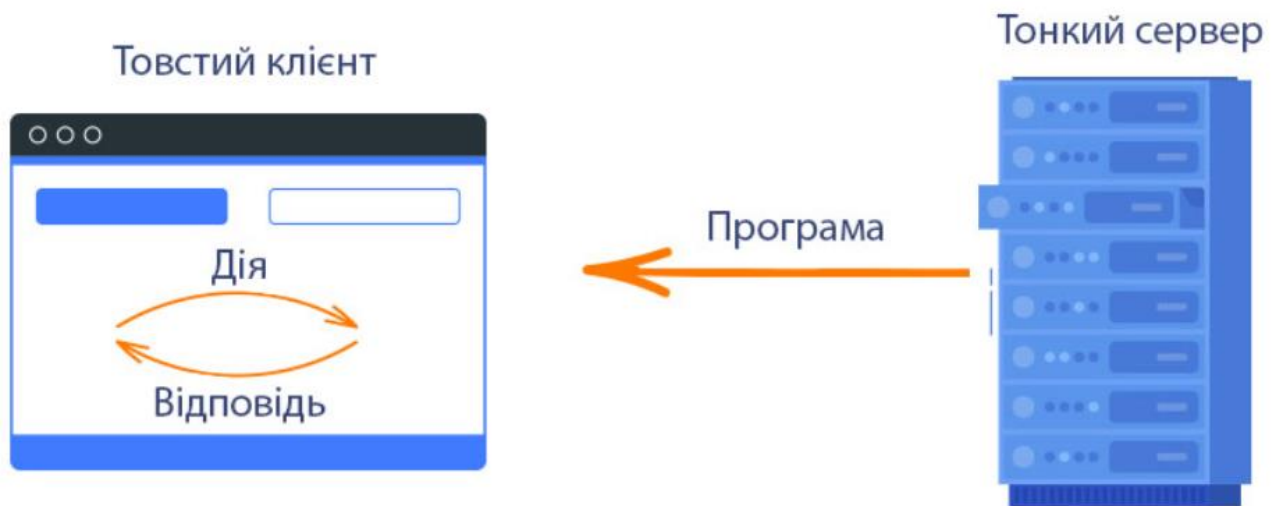 Товстий клієнт
Тонкий сервер
Програма
Дія
Відповідь